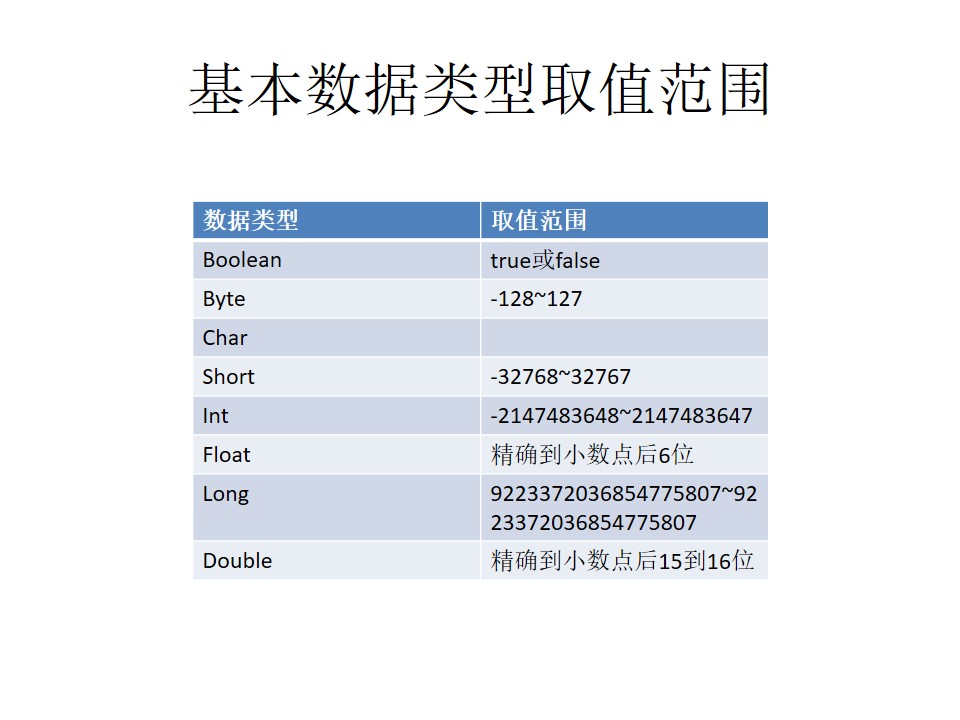 基本数据类型取值范围
数据类型 取值范围
Boolean true或false
Byte -128~127
Char
Short -32768~32767
Int -2147483648~2147483647
Float 精确到小数点后6位
Long 9223372036854775807~92
233720368​54775807
Double 精确到小数点后15到16位